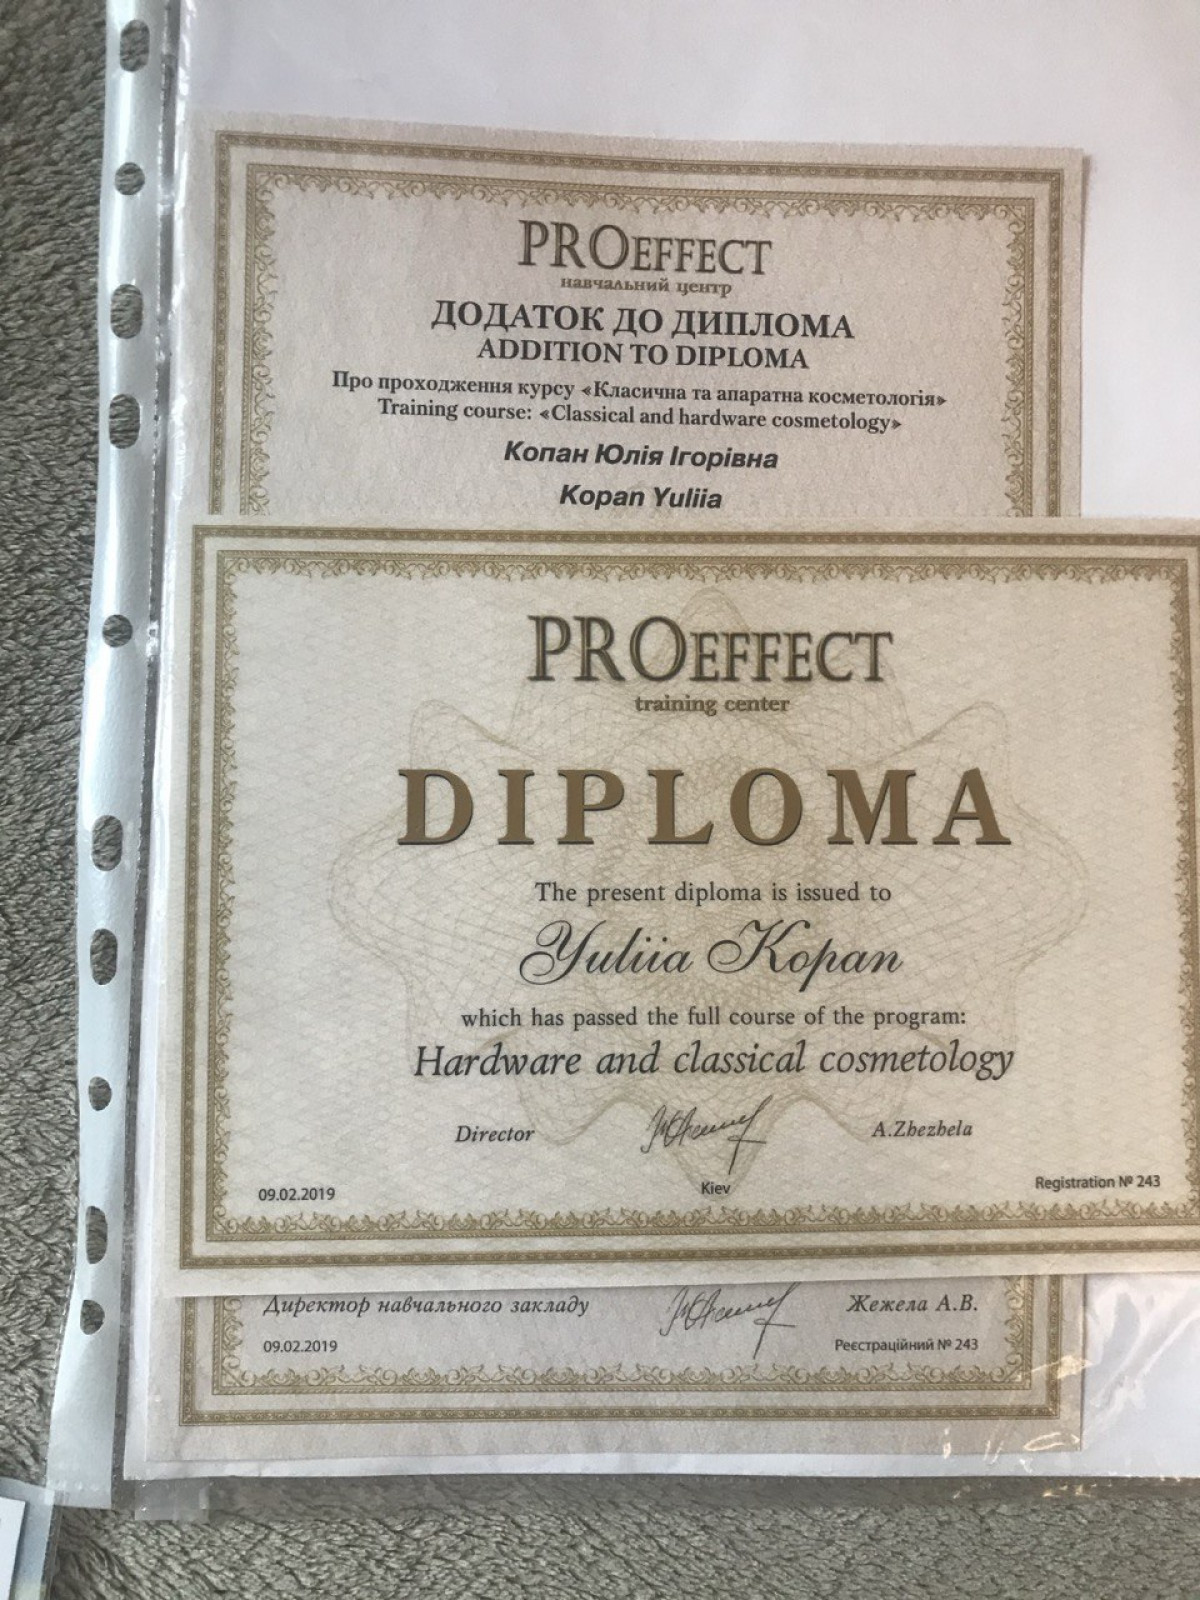 PROEFFECT
навчальний центр
ДОДАТОК ДО ДИПЛОМА
ADDITION TO DIPLOMA
Про проходження курсу «Класична та апаратна косметологія»
Training course: «Classical and hardware cosmetology»
Копан Юлія Ігорівна
Kopan Yuliia
PROEFFECT
training center
DIPLOMA
The present diploma is issued to
Yuliia Kopan
which has passed the full course of the program:
Hardware and classical cosmetology
Director A.Zhezhela
09.02.2019 Kiev Registration № 243
Директор навчального закладу Жежела А.В.
09.02.2019 Реєстраційний № 243